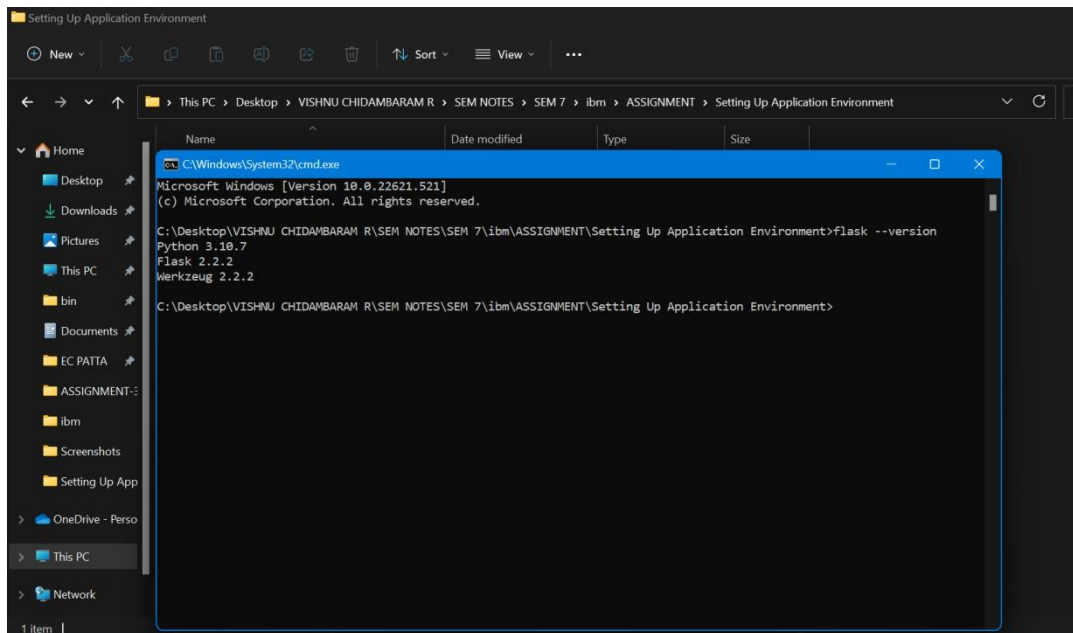 Setting Up Application Environment
New
Sort
View
This PC > Desktop > VISHNU CHIDAMBARAM R > SEM NOTES > SEM 7 > ibm > ASSIGNMENT > Setting Up Application Environment
Name Date modified Type Size
Home
Desktop
Downloads
Pictures
This PC
bin
Documents
EC PATTA
ASSIGNMENT-
ibm
Screenshots
Setting Up App
OneDrive - Perso
This PC
Network
1 item
C:\Windows\System32\cmd.exe
Microsoft Windows [Version 10.0.22621.521]
(c) Microsoft Corporation. All rights reserved.
C:\Desktop\VISHNU CHIDAMBARAM R\SEM NOTES\SEM 7\ibm\ASSIGNMENT\Setting Up Application Environment>flask --version
Python 3.10.7
Flask 2.2.2
Werkzeug 2.2.2
C:\Desktop\VISHNU CHIDAMBARAM R\SEM NOTES\SEM 7\ibm\ASSIGNMENT\Setting Up Application Environment>